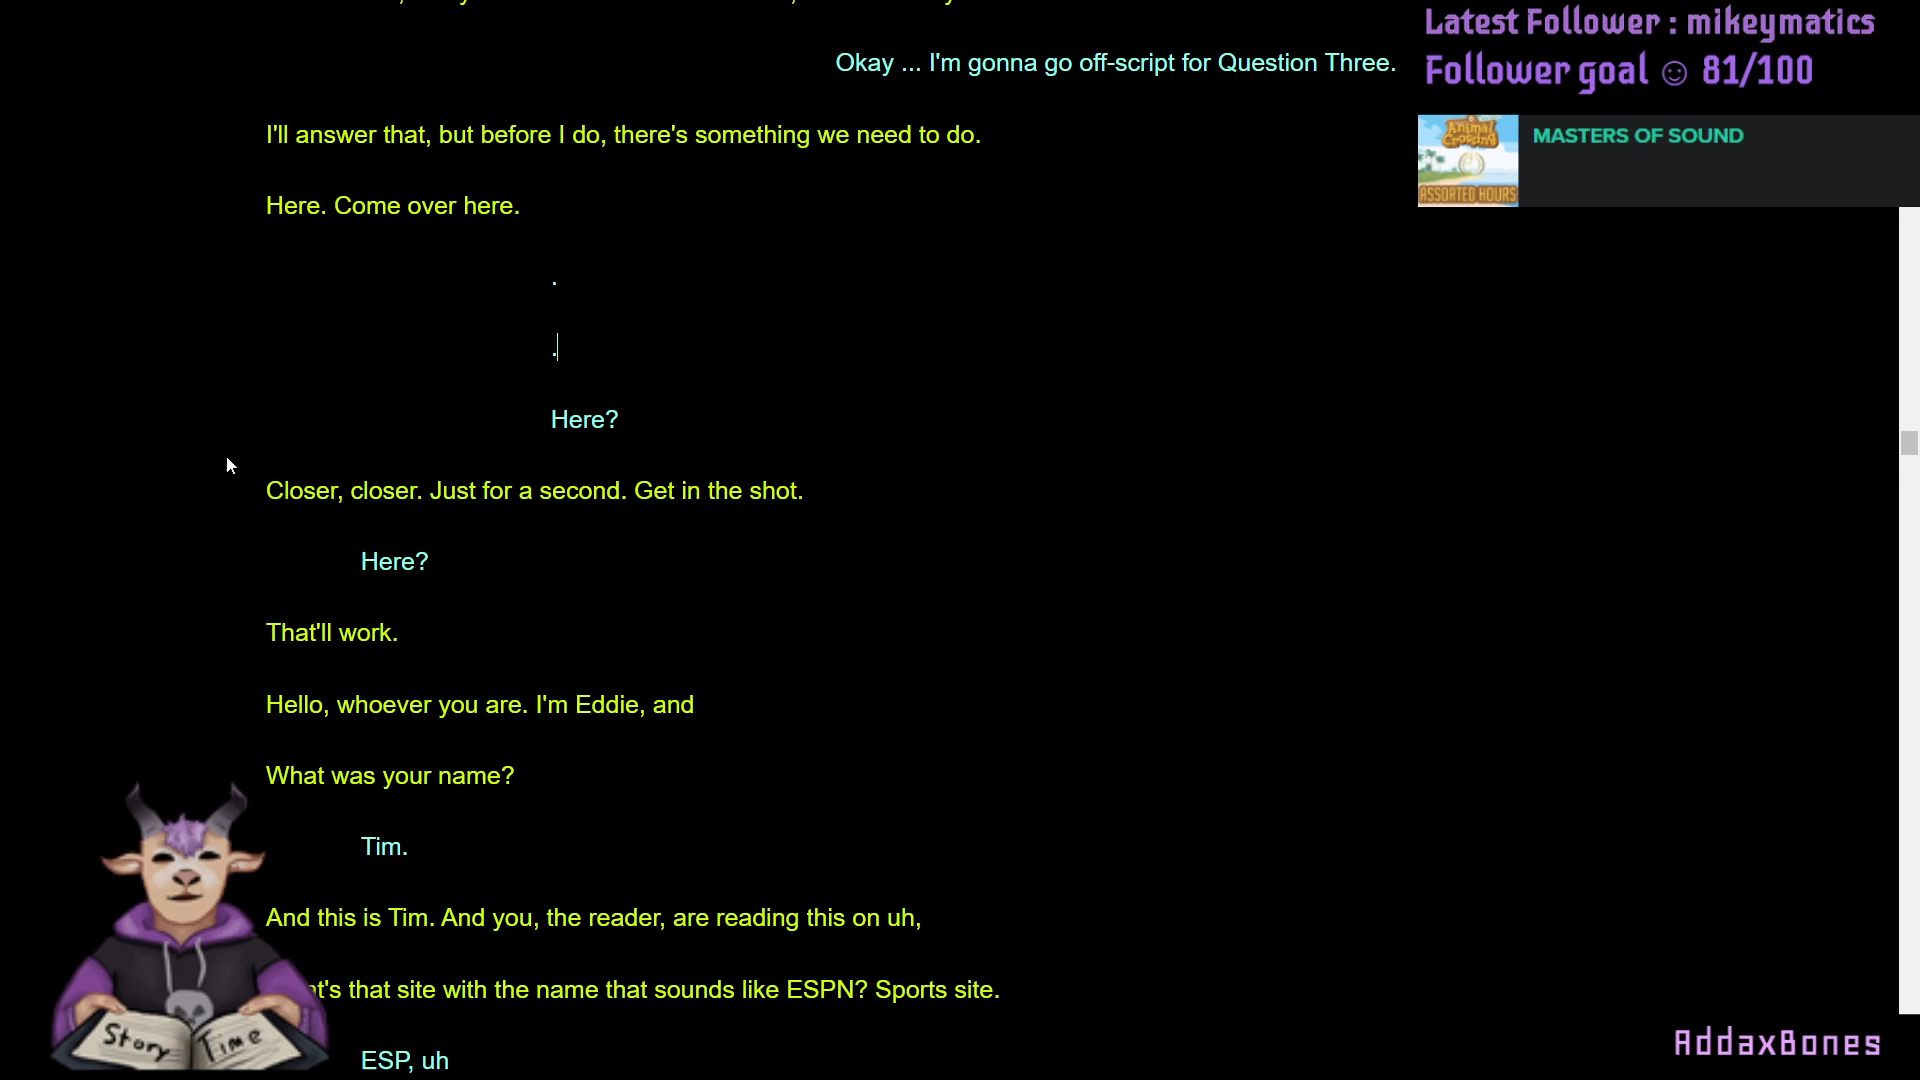 Okay ... I'm gonna go off-script for Question Three.
Latest Follower : mikeymatics
Follower goal ☺ 81/100
I'll answer that, but before I do, there's something we need to do.
Animal
Crossing
ASSORTED HOURS
MASTERS OF SOUND
Here. Come over here.
.
.
Here?
Closer, closer. Just for a second. Get in the shot.
Here?
That'll work.
Hello, whoever you are. I'm Eddie, and
What was your name?
Tim.
And this is Tim. And you, the reader, are reading this on uh,
that site with the name that sounds like ESPN? Sports site.
Story Time
ESP, uh
AddaxBones